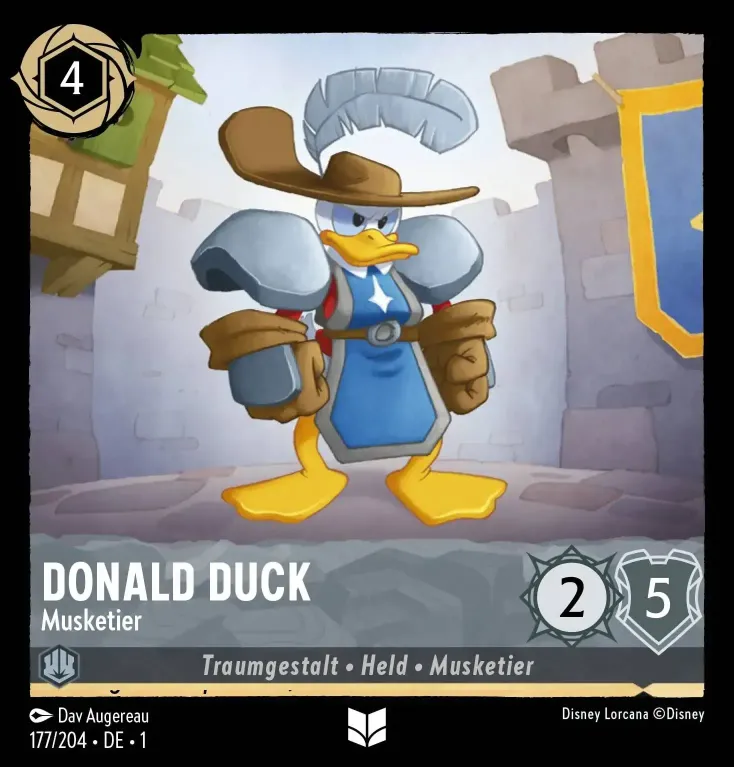 4
DONALD DUCK
Musketier
2
5
Traumgestalt • Held • Musketier
Dav Augereau
177/204 • DE • 1
Disney Lorcana ©Disney